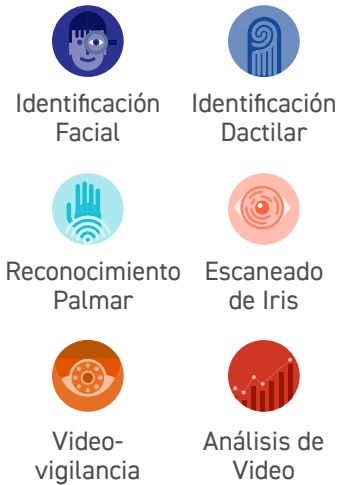 Identificación
Facial
Identificación
Dactilar
Reconocimiento
Palmar
Escaneado
de Iris
Video-
vigilancia
Análisis de
Video